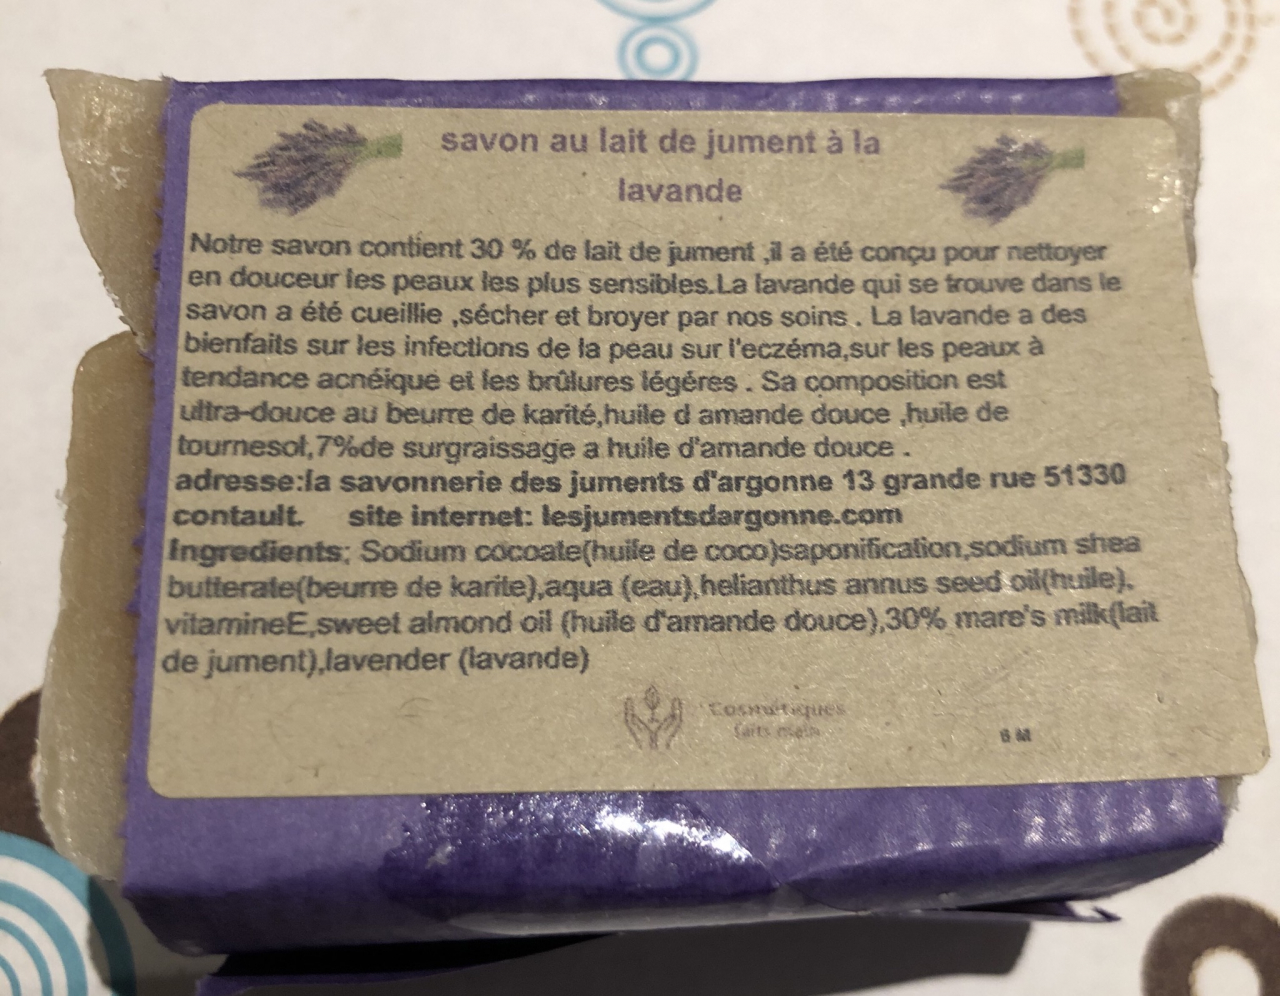 savon au lait de jument à la
lavande
Notre savon contient 30 % de lait de jument ,il a été conçu pour nettoyer
en douceur les peaux les plus sensibles.La lavande qui se trouve dans le
savon a été cueillie ,sécher et broyer par nos soins . La lavande a des
bienfaits sur les infections de la peau sur l'eczéma,sur les peaux à
tendance acnéique et les brûlures légéres . Sa composition est
ultra-douce au beurre de karité,huile d amande douce ,huile de
tournesol,7%de surgraissage a huile d'amande douce .
adresse:la savonnerie des juments d'argonne 13 grande rue 51330
contault. site internet: lesjumentsdargonne.com
Ingredients; Sodium cocoate(huile de coco)saponification,sodium shea
butterate(beurre de karite),aqua (eau),helianthus annus seed oil(huile).
vitamineE,sweet almond oil (huile d'amande douce),30% mare's milk(lait
de jument),lavender (lavande)
Cosmétiques
faits main
6 M